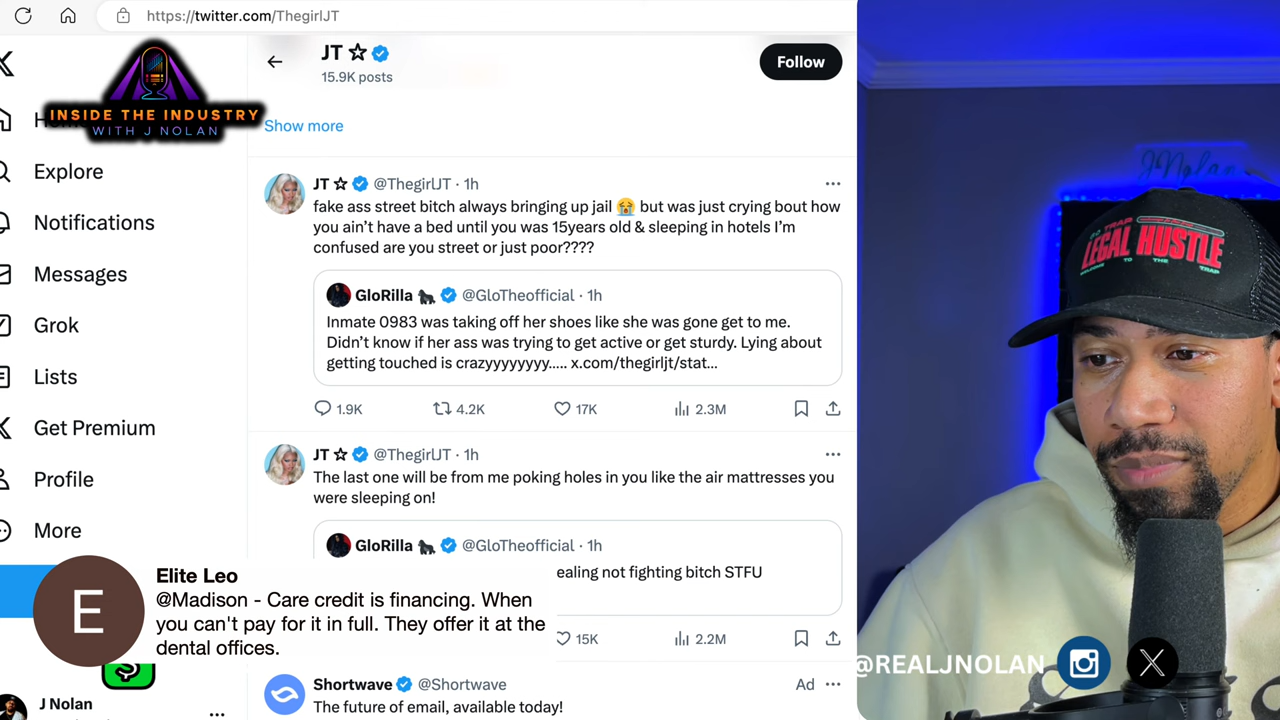 https://twitter.com/ThegirlJT
JT
15.9K posts
Follow
INSIDE THE INDUSTRY
WITH J NOLAN
Show more
Explore
Notifications
Messages
Grok
Lists
Get Premium
Profile
More
JT @ThegirlJT · 1h
fake ass street bitch always bringing up jail 😭 but was just crying bout how
you ain't have a bed until you was 15years old & sleeping in hotels I'm
confused are you street or just poor????
GloRilla 🦍 @GloTheofficial · 1h
Inmate 0983 was taking off her shoes like she was gone get to me.
Didn't know if her ass was trying to get active or get sturdy. Lying about
getting touched is crazyyyyyyyy..... x.com/thegirljt/stat...
1.9K 4.2K 17K 2.3M
JT @ThegirlJT · 1h
The last one will be from me poking holes in you like the air mattresses you
were sleeping on!
GloRilla 🦍 @GloTheofficial · 1h
ealing not fighting bitch STFU
15K 2.2M
Shortwave @Shortwave Ad
The future of email, available today!
Elite Leo
@Madison - Care credit is financing. When
you can't pay for it in full. They offer it at the
dental offices.
E
J Nolan
JNolan
TRAP
LEGAL HUSTLE
WELCOME TO THE TRAP
@REALJNOLAN